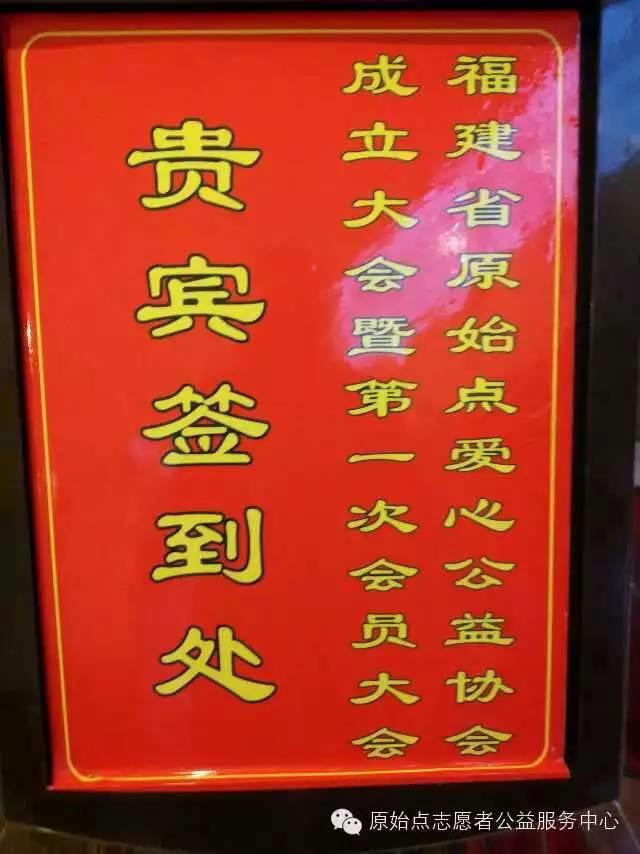 福建省原始点爱心公益协会
成立大会暨第一次会员大会
贵宾签到处
原始点志愿者公益服务中心